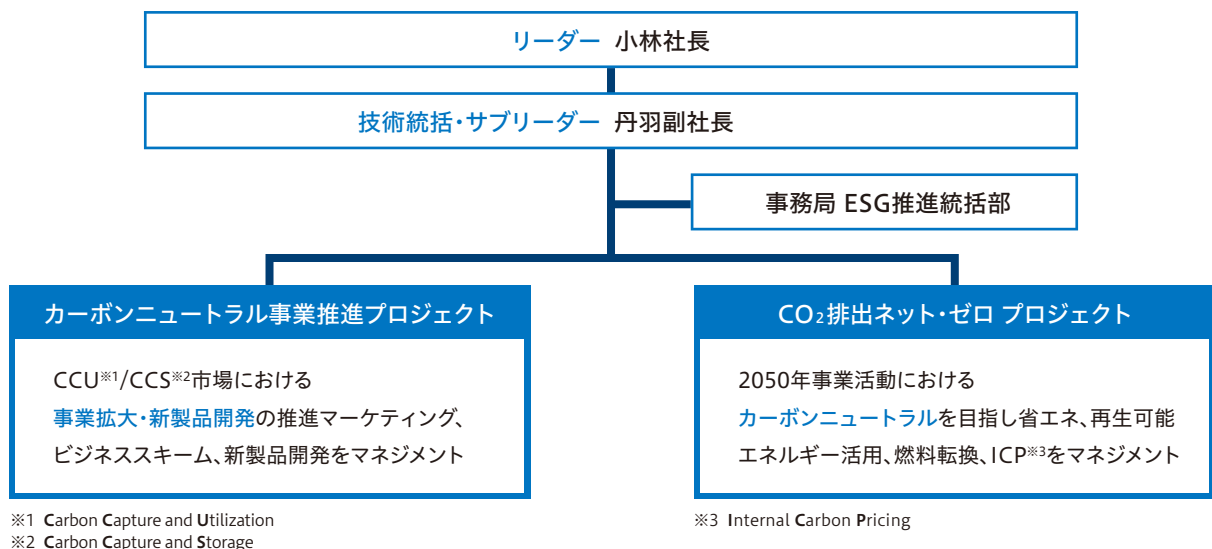 リーダー 小林社長
技術統括・サブリーダー 丹羽副社長
事務局 ESG推進統括部
カーボンニュートラル事業推進プロジェクト
CCU※1/CCS※2市場における
事業拡大・新製品開発の推進マーケティング、
ビジネススキーム、新製品開発をマネジメント
※1 Carbon Capture and Utilization
※2 Carbon Capture and Storage
CO₂排出ネット・ゼロ プロジェクト
2050年事業活動における
カーボンニュートラルを目指し省エネ、再生可能
エネルギー活用、燃料転換、ICP※3をマネジメント
※3 Internal Carbon Pricing